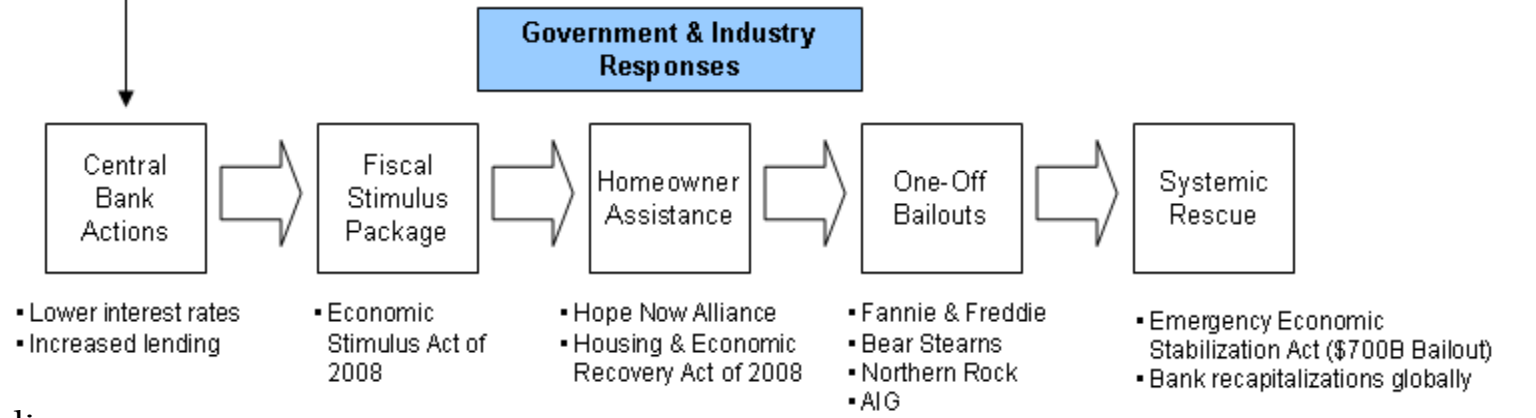 Government & Industry
Responses
Central
Bank
Actions
Fiscal
Stimulus
Package
Homeowner
Assistance
One-Off
Bailouts
Systemic
Rescue
▪ Lower interest rates
▪ Increased lending
▪ Economic
Stimulus Act of
2008
▪ Hope Now Alliance
▪ Housing & Economic
Recovery Act of 2008
▪ Fannie & Freddie
▪ Bear Stearns
▪ Northern Rock
▪ AIG
▪ Emergency Economic
Stabilization Act ($700B Bailout)
▪ Bank recapitalizations globally